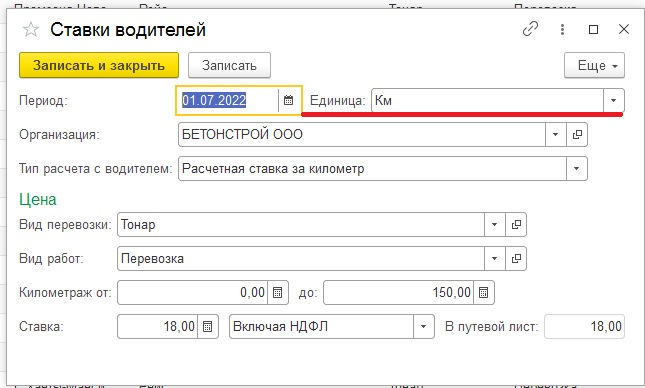 Ставки водителей
Записать и закрыть Записать Еще
Период: 01.07.2022 Единица: Км
Организация: БЕТОНСТРОЙ ООО
Тип расчета с водителем: Расчетная ставка за километр
Цена
Вид перевозки: Тонар
Вид работ: Перевозка
Километраж от: 0,00 до: 150,00
Ставка: 18,00 Включая НДФЛ В путевой лист: 18,00